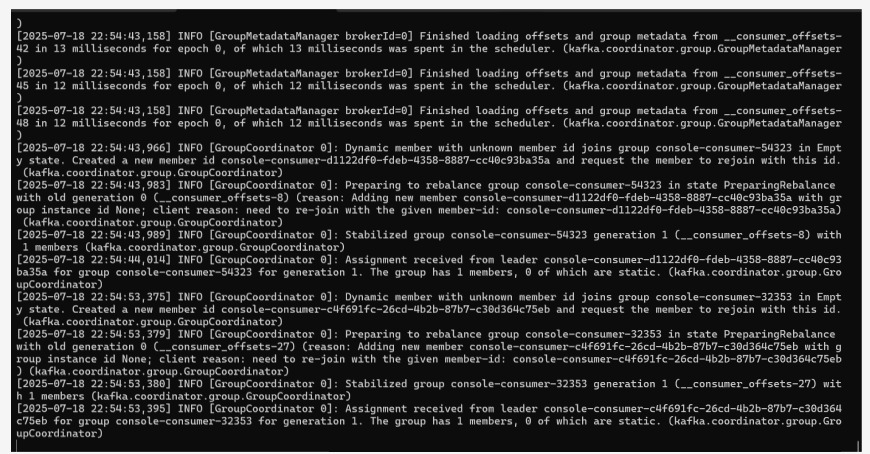 )
[2025-07-18 22:54:43,158] INFO [GroupMetadataManager brokerId=0] Finished loading offsets and group metadata from __consumer_offsets-
42 in 13 milliseconds for epoch 0, of which 13 milliseconds was spent in the scheduler. (kafka.coordinator.group.GroupMetadataManager
)
[2025-07-18 22:54:43,158] INFO [GroupMetadataManager brokerId=0] Finished loading offsets and group metadata from __consumer_offsets-
45 in 12 milliseconds for epoch 0, of which 12 milliseconds was spent in the scheduler. (kafka.coordinator.group.GroupMetadataManager
)
[2025-07-18 22:54:43,158] INFO [GroupMetadataManager brokerId=0] Finished loading offsets and group metadata from __consumer_offsets-
48 in 12 milliseconds for epoch 0, of which 12 milliseconds was spent in the scheduler. (kafka.coordinator.group.GroupMetadataManager
)
[2025-07-18 22:54:43,966] INFO [GroupCoordinator 0]: Dynamic member with unknown member id joins group console-consumer-54323 in Empt
y state. Created a new member id console-consumer-d1122df0-fdeb-4358-8887-cc40c93ba35a and request the member to rejoin with this id.
 (kafka.coordinator.group.GroupCoordinator)
[2025-07-18 22:54:43,983] INFO [GroupCoordinator 0]: Preparing to rebalance group console-consumer-54323 in state PreparingRebalance
with old generation 0 (__consumer_offsets-8) (reason: Adding new member console-consumer-d1122df0-fdeb-4358-8887-cc40c93ba35a with gr
oup instance id None; client reason: need to re-join with the given member-id: console-consumer-d1122df0-fdeb-4358-8887-cc40c93ba35a)
 (kafka.coordinator.group.GroupCoordinator)
[2025-07-18 22:54:43,989] INFO [GroupCoordinator 0]: Stabilized group console-consumer-54323 generation 1 (__consumer_offsets-8) with
 1 members (kafka.coordinator.group.GroupCoordinator)
[2025-07-18 22:54:44,014] INFO [GroupCoordinator 0]: Assignment received from leader console-consumer-d1122df0-fdeb-4358-8887-cc40c93
ba35a for group console-consumer-54323 for generation 1. The group has 1 members, 0 of which are static. (kafka.coordinator.group.Gro
upCoordinator)
[2025-07-18 22:54:53,375] INFO [GroupCoordinator 0]: Dynamic member with unknown member id joins group console-consumer-32353 in Empt
y state. Created a new member id console-consumer-c4f691fc-26cd-4b2b-87b7-c30d364c75eb and request the member to rejoin with this id.
 (kafka.coordinator.group.GroupCoordinator)
[2025-07-18 22:54:53,379] INFO [GroupCoordinator 0]: Preparing to rebalance group console-consumer-32353 in state PreparingRebalance
with old generation 0 (__consumer_offsets-27) (reason: Adding new member console-consumer-c4f691fc-26cd-4b2b-87b7-c30d364c75eb with g
roup instance id None; client reason: need to re-join with the given member-id: console-consumer-c4f691fc-26cd-4b2b-87b7-c30d364c75eb
) (kafka.coordinator.group.GroupCoordinator)
[2025-07-18 22:54:53,380] INFO [GroupCoordinator 0]: Stabilized group console-consumer-32353 generation 1 (__consumer_offsets-27) wit
h 1 members (kafka.coordinator.group.GroupCoordinator)
[2025-07-18 22:54:53,395] INFO [GroupCoordinator 0]: Assignment received from leader console-consumer-c4f691fc-26cd-4b2b-87b7-c30d364
c75eb for group console-consumer-32353 for generation 1. The group has 1 members, 0 of which are static. (kafka.coordinator.group.Gro
upCoordinator)